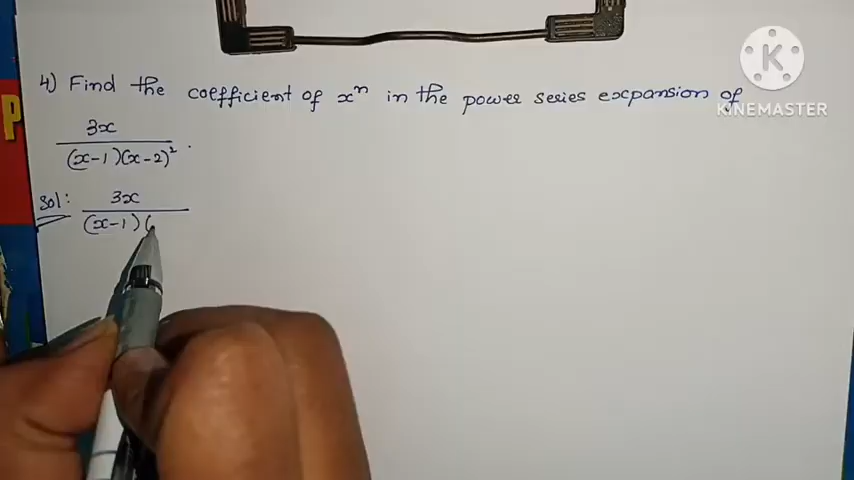 4) Find the coefficient of xⁿ in the power series expansion of
3x
(x-1)(x-2)² .
Sol: 3x
(x-1)(
K
KINEMASTER
P